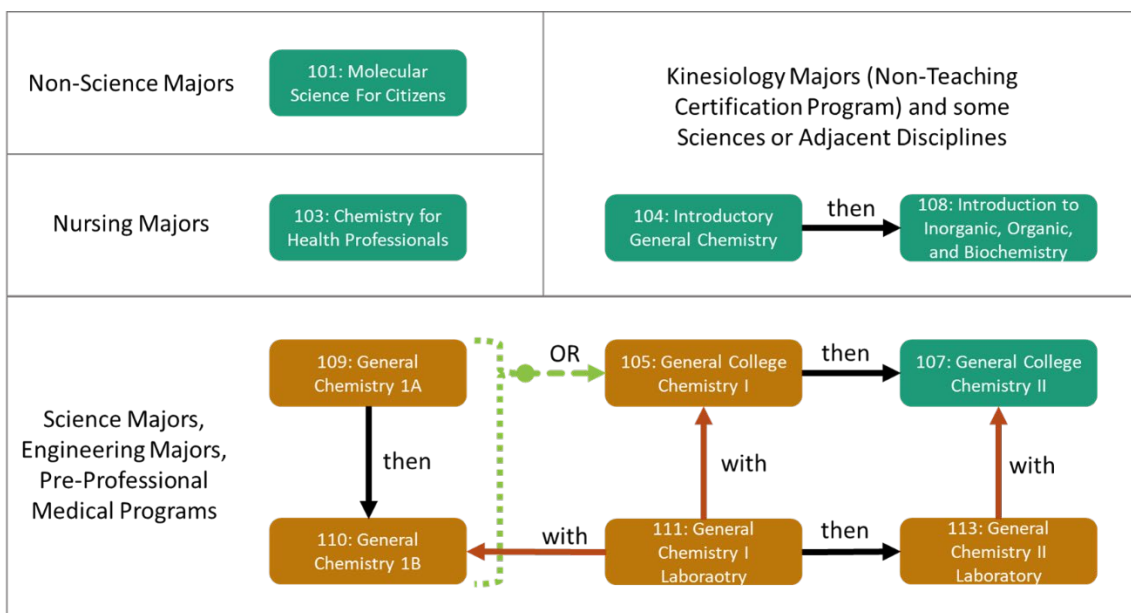 Non-Science Majors
101: Molecular
Science For Citizens
Kinesiology Majors (Non-Teaching
Certification Program) and some
Sciences or Adjacent Disciplines
Nursing Majors
103: Chemistry for
Health Professionals
104: Introductory
General Chemistry
then
108: Introduction to
Inorganic, Organic,
and Biochemistry
Science Majors,
Engineering Majors,
Pre-Professional
Medical Programs
109: General
Chemistry 1A
OR
105: General College
Chemistry I
then
107: General College
Chemistry II
then
with
with
110: General
Chemistry 1B
with
111: General
Chemistry I
Laboraotry
then
113: General
Chemistry II
Laboratory